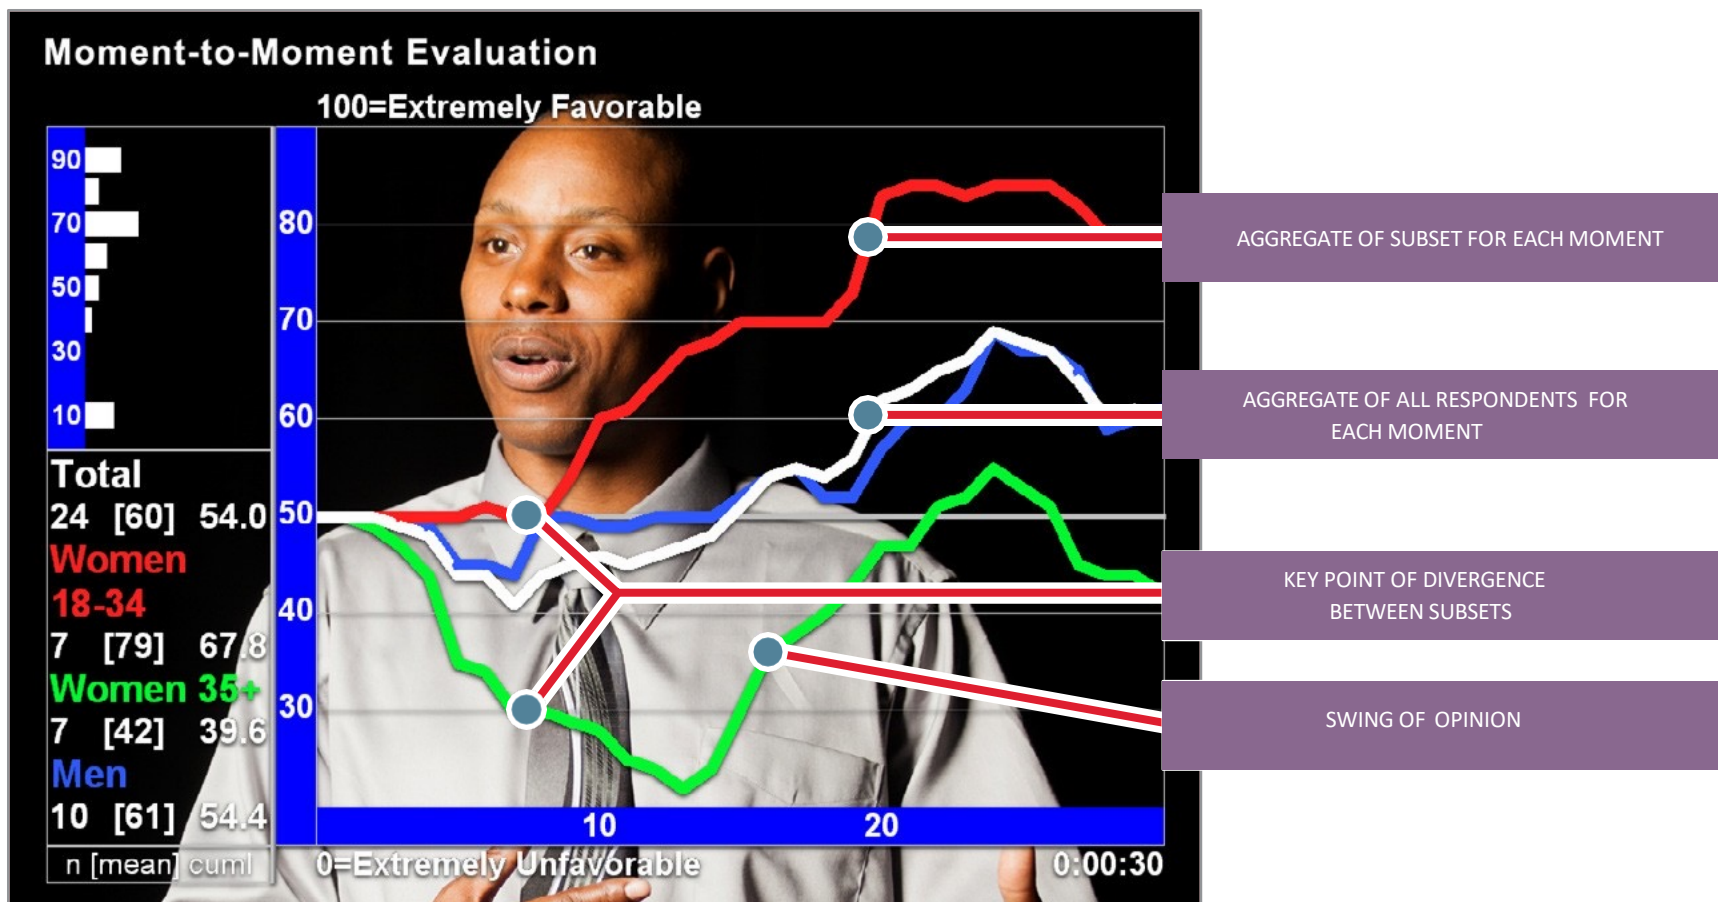 Moment-to-Moment Evaluation
100=Extremely Favorable
90
70
50
30
10
Total
24 [60] 54.0
Women
18-34
7 [79] 67.8
Women 35+
7 [42] 39.6
Men
10 [61] 54.4
n [mean] cuml
80
70
60
50
40
30
10 20
0=Extremely Unfavorable 0:00:30
AGGREGATE OF SUBSET FOR EACH MOMENT
AGGREGATE OF ALL RESPONDENTS FOR
EACH MOMENT
KEY POINT OF DIVERGENCE
BETWEEN SUBSETS
SWING OF OPINION